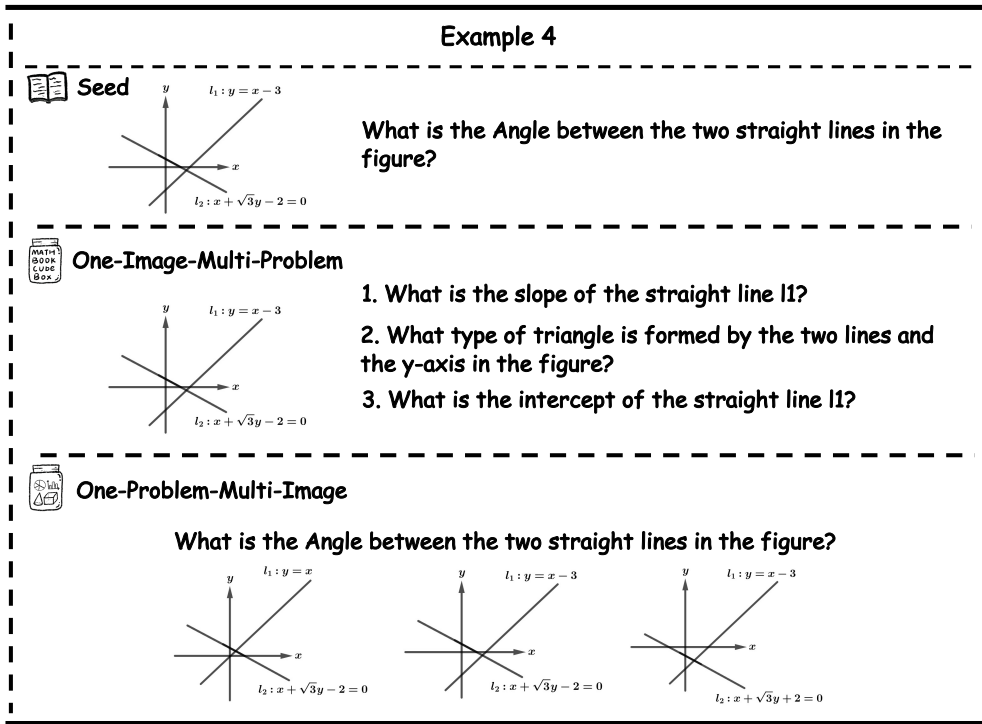 Example 4
Seed
y
l₁ : y = x − 3
What is the Angle between the two straight lines in the
figure?
x
l₂ : x + √3y − 2 = 0
MATH
BOOK
CUDE
BOX
One-Image-Multi-Problem
1. What is the slope of the straight line l1?
y
l₁ : y = x − 3
2. What type of triangle is formed by the two lines and
the y-axis in the figure?
x
3. What is the intercept of the straight line l1?
l₂ : x + √3y − 2 = 0
One-Problem-Multi-Image
What is the Angle between the two straight lines in the figure?
y
l₁ : y = x
x
l₂ : x + √3y − 2 = 0
y
l₁ : y = x − 3
x
l₂ : x + √3y − 2 = 0
y
l₁ : y = x − 3
x
l₂ : x + √3y + 2 = 0